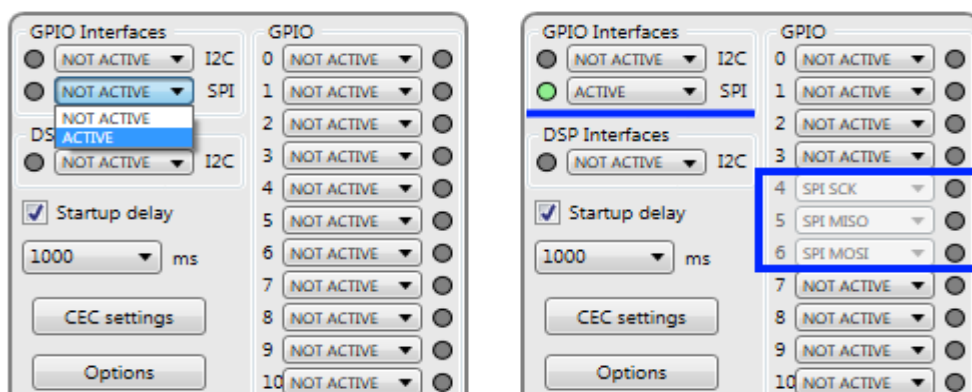 GPIO Interfaces
NOT ACTIVE I2C
NOT ACTIVE SPI
NOT ACTIVE
ACTIVE
DS
NOT ACTIVE I2C
Startup delay
1000 ms
CEC settings
Options
GPIO
0 NOT ACTIVE
1 NOT ACTIVE
2 NOT ACTIVE
3 NOT ACTIVE
4 NOT ACTIVE
5 NOT ACTIVE
6 NOT ACTIVE
7 NOT ACTIVE
8 NOT ACTIVE
9 NOT ACTIVE
10 NOT ACTIVE
GPIO Interfaces
NOT ACTIVE I2C
ACTIVE SPI
DSP Interfaces
NOT ACTIVE I2C
Startup delay
1000 ms
CEC settings
Options
GPIO
0 NOT ACTIVE
1 NOT ACTIVE
2 NOT ACTIVE
3 NOT ACTIVE
4 SPI SCK
5 SPI MISO
6 SPI MOSI
7 NOT ACTIVE
8 NOT ACTIVE
9 NOT ACTIVE
10 NOT ACTIVE